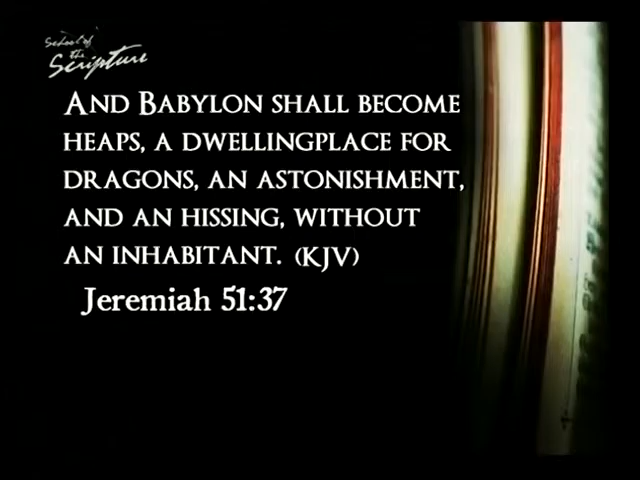 School of
the
Scripture
AND BABYLON SHALL BECOME
HEAPS, A DWELLINGPLACE FOR
DRAGONS, AN ASTONISHMENT,
AND AN HISSING, WITHOUT
AN INHABITANT. (KJV)
Jeremiah 51:37